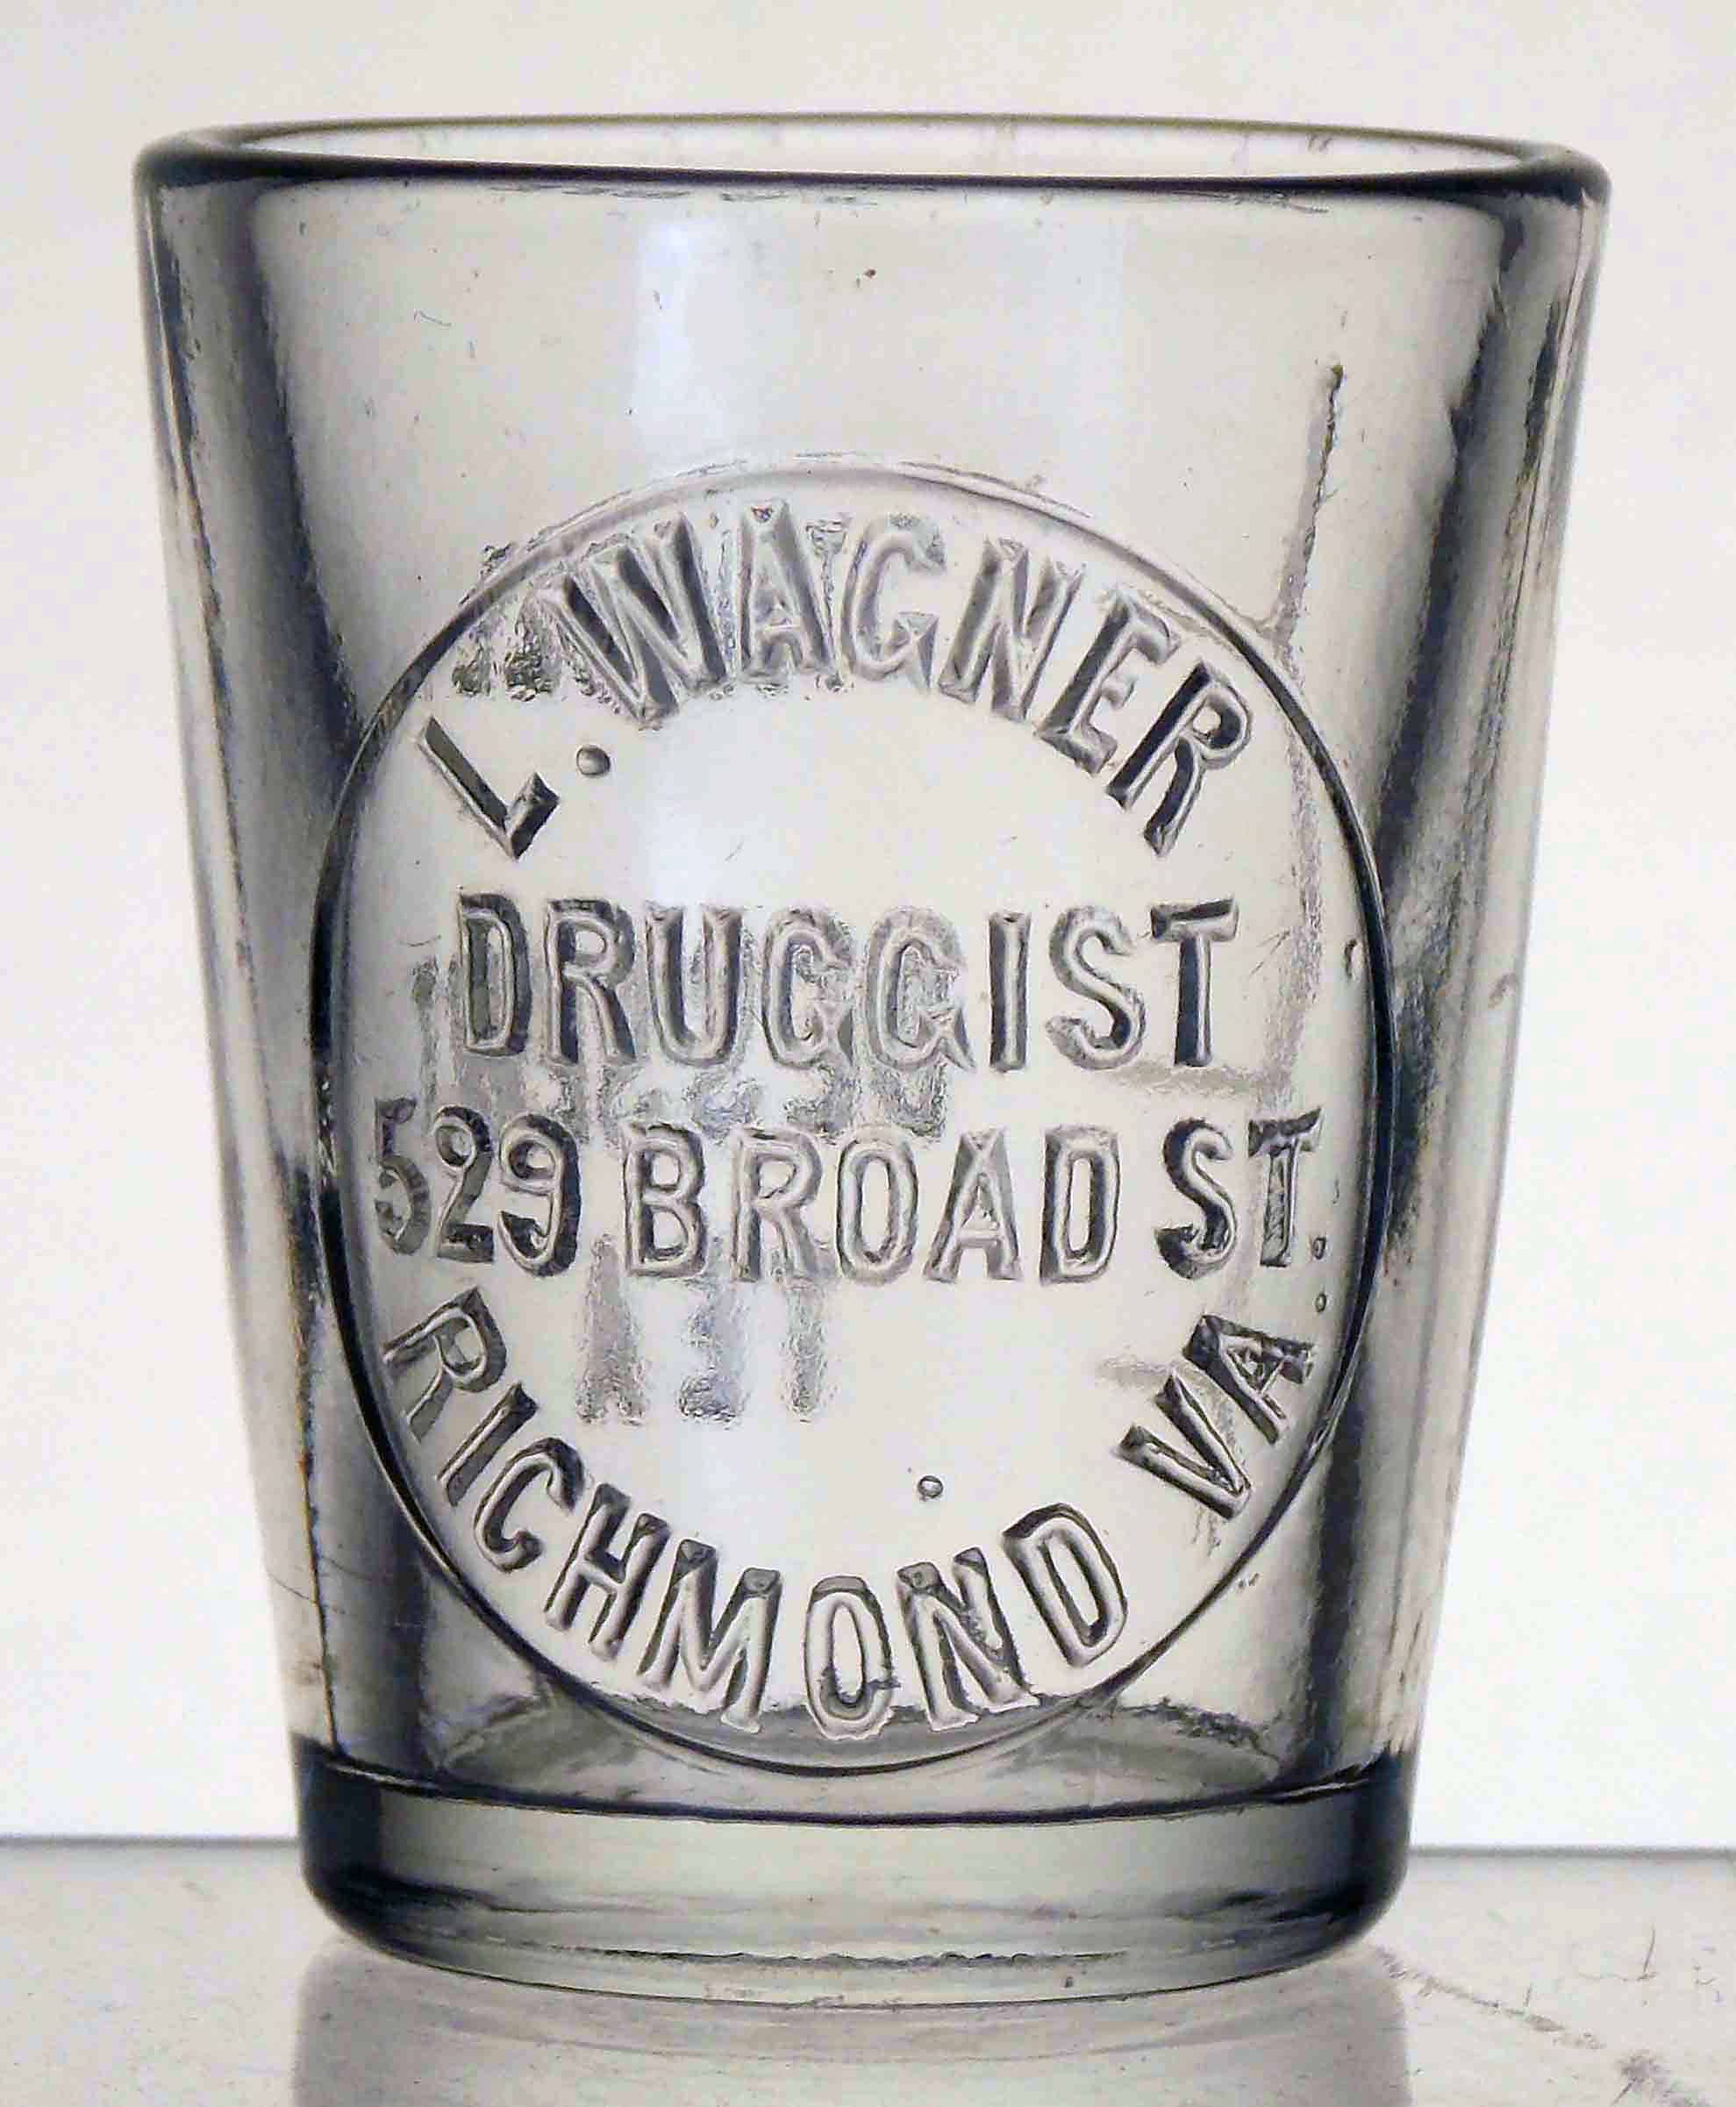 L. WAGNER
DRUGGIST
529 BROAD ST.
RICHMOND VA.